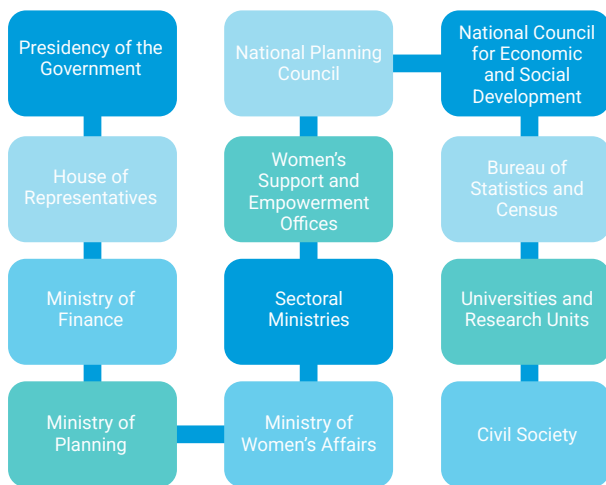 Presidency of the
Government
House of
Representatives
Ministry of
Finance
Ministry of
Planning
Ministry of
Women’s Affairs
Sectoral
Ministries
Women’s
Support and
Empowerment
Offices
National Planning
Council
National Council
for Economic
and Social
Development
Bureau of
Statistics and
Census
Universities and
Research Units
Civil Society